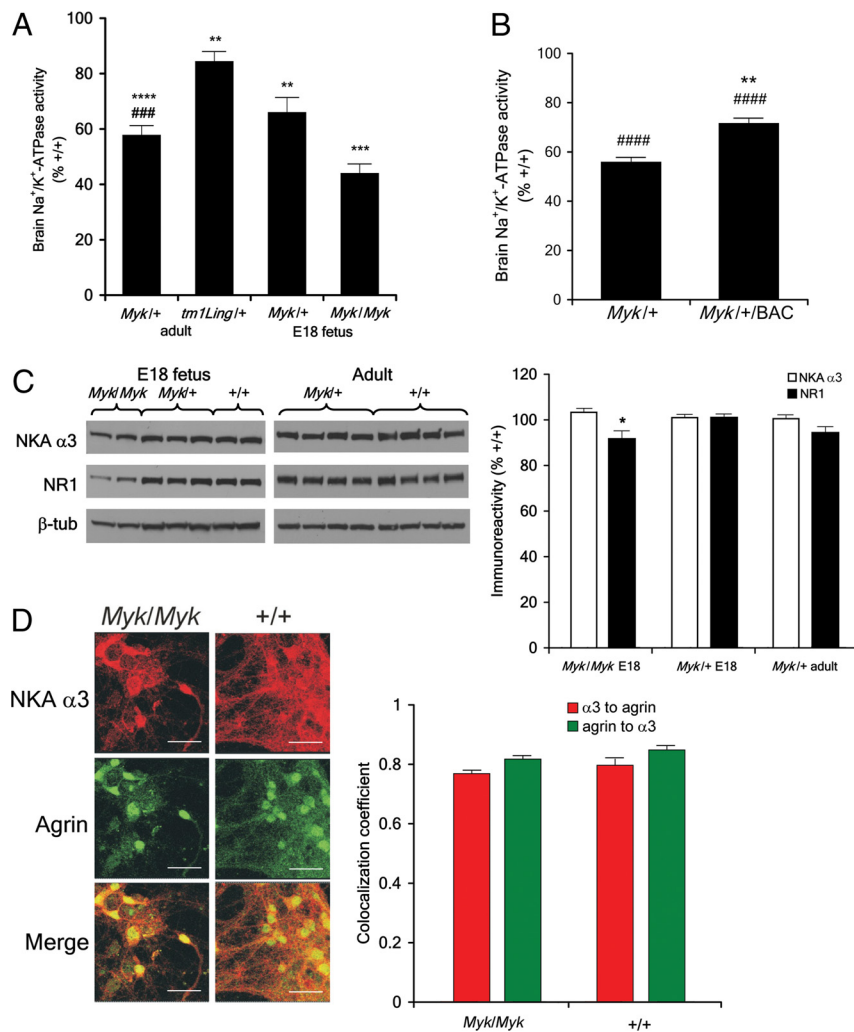 A
Brain Na+/K+-ATPase activity
(% +/+)
100
80
60
40
20
0
****
###
**
**
***
Myk/+
tm1Ling/+
Myk/+
Myk/Myk
adult
E18 fetus
B
Brain Na+/K+-ATPase activity
(% +/+)
100
80
60
40
20
0
####
**
####
Myk/+
Myk/+/BAC
C
E18 fetus
Adult
Myk/Myk
Myk/+
+/+
Myk/+
+/+
NKA α3
NR1
β-tub
Immunoreactivity (% +/+)
120
100
80
60
40
20
0
NKA α3
NR1
*
Myk/Myk E18
Myk/+ E18
Myk/+ adult
D
Myk/Myk
+/+
NKA α3
Agrin
Merge
Colocalization coefficient
1
0.8
0.6
0.4
0.2
0
α3 to agrin
agrin to α3
Myk/Myk
+/+